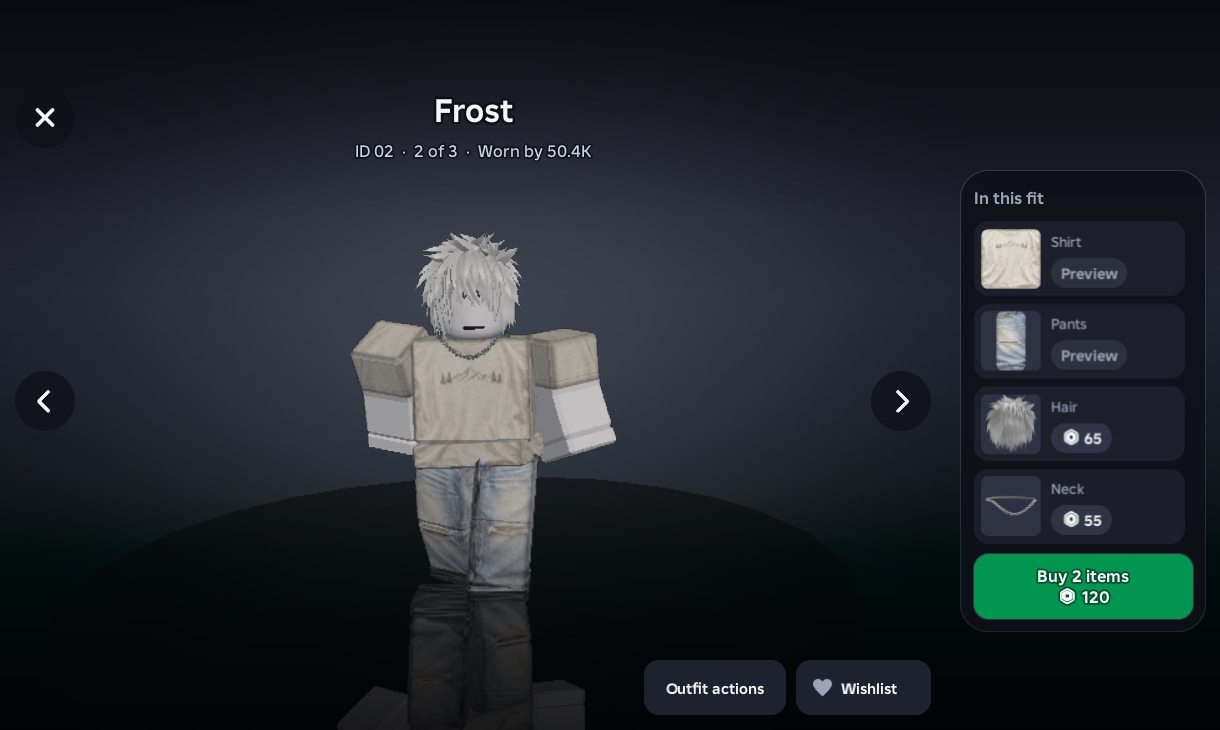 Frost
ID 02 · 2 of 3 · Worn by 50.4K
In this fit
Shirt
Preview
Pants
Preview
Hair
65
Neck
55
Buy 2 items
120
Outfit actions
Wishlist